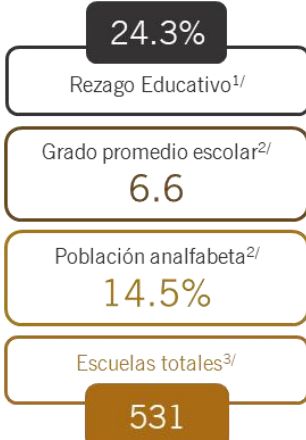 24.3%
Rezago Educativo1/
Grado promedio escolar2/
6.6
Población analfabeta2/
14.5%
Escuelas totales3/
531